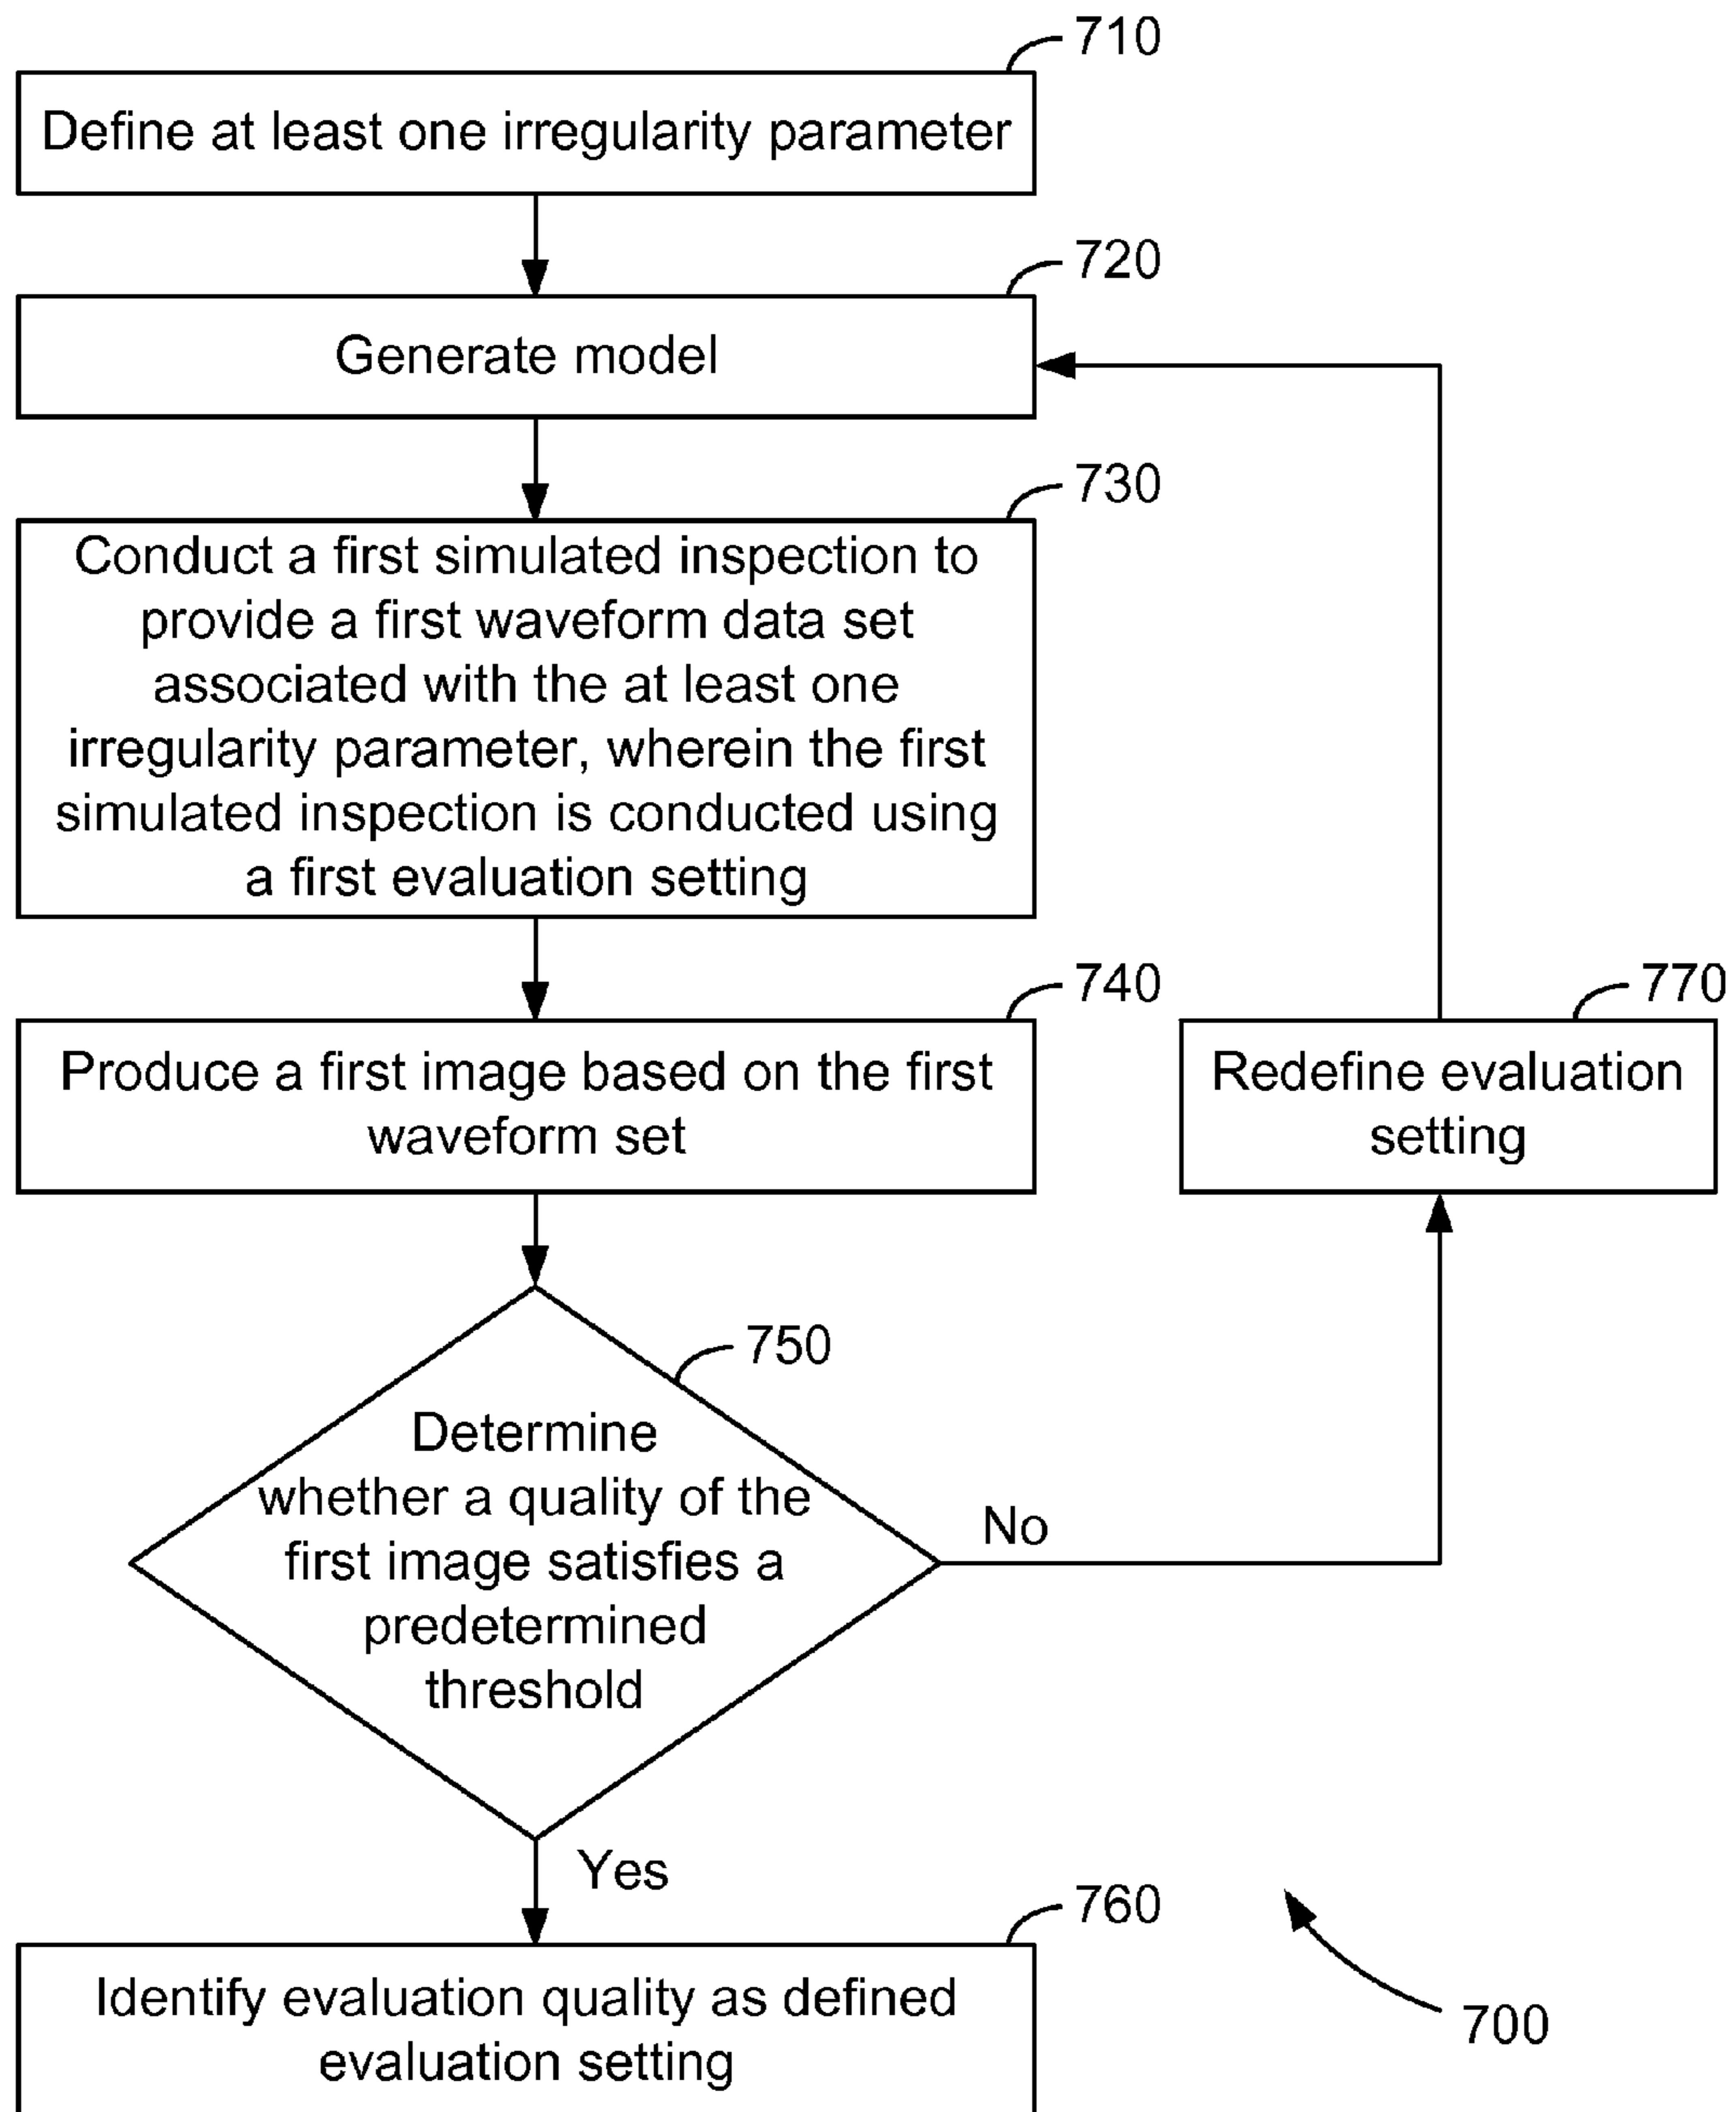 710
Define at least one irregularity parameter
720
Generate model
730
Conduct a first simulated inspection to
provide a first waveform data set
associated with the at least one
irregularity parameter, wherein the first
simulated inspection is conducted using
a first evaluation setting
740
Produce a first image based on the first
waveform set
770
Redefine evaluation
setting
750
Determine
whether a quality of the
first image satisfies a
predetermined
threshold
No
Yes
760
Identify evaluation quality as defined
evaluation setting
700